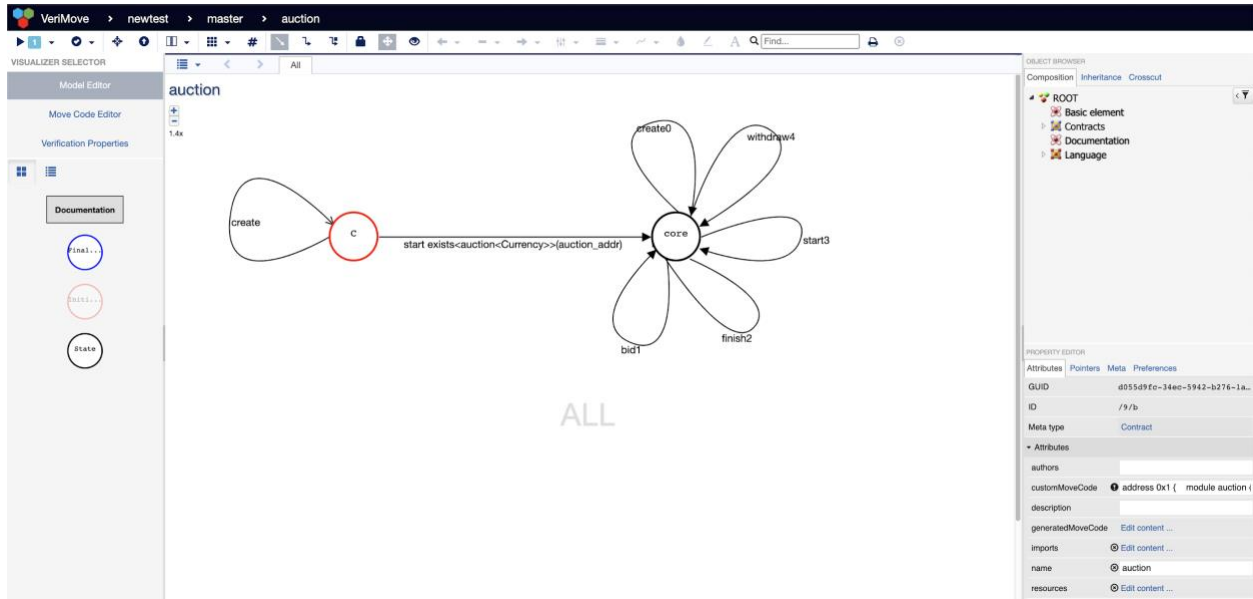 VeriMove > newtest > master > auction
1
#
A
Find...
VISUALIZER SELECTOR
Model Editor
Move Code Editor
Verification Properties
Documentation
Final...
Initi...
State
All
auction
+
−
1.4x
create
C
start exists<auction<Currency>>(auction_addr)
core
create0
withdraw4
start3
finish2
bid1
ALL
OBJECT BROWSER
Composition Inheritance Crosscut
ROOT
Basic element
Contracts
Documentation
Language
PROPERTY EDITOR
Attributes Pointers Meta Preferences
GUID d055d9fc-34ec-5942-b276-1a...
ID /9/b
Meta type Contract
Attributes
authors
customMoveCode address 0x1 { module auction {
description
generatedMoveCode Edit content ...
imports Edit content ...
name auction
resources Edit content ...